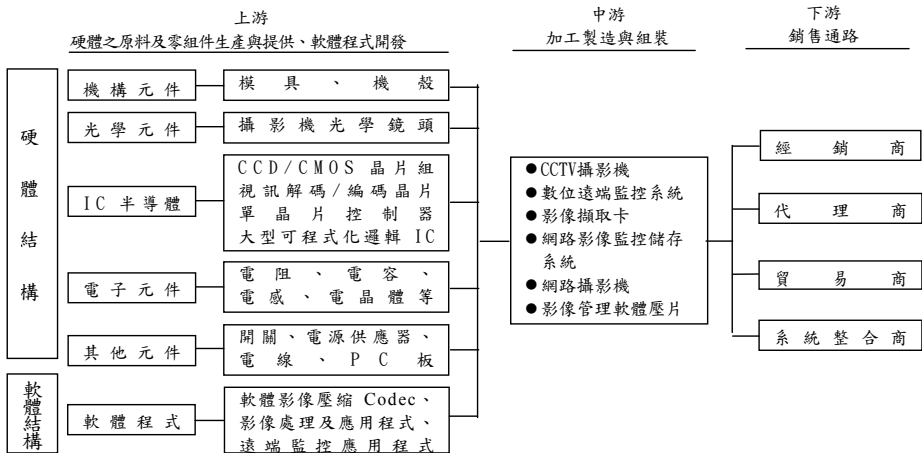 上游
硬體之原料及零組件生產與提供、軟體程式開發
中游
加工製造與組裝
下游
銷售通路
硬體結構
機構元件
模具、機殼
光學元件
攝影機光學鏡頭
IC半導體
CCD/CMOS 晶片組
視訊解碼/編碼晶片
單晶片控制器
大型可程式化邏輯 IC
電子元件
電阻、電容、
電感、電晶體等
其他元件
開關、電源供應器、
電線、PC板
軟體結構
軟體程式
軟體影像壓縮 Codec、
影像處理及應用程式、
遠端監控應用程式
●CCTV攝影機
●數位遠端監控系統
●影像擷取卡
●網路影像監控儲存
系統
●網路攝影機
●影像管理軟體壓片
經銷商
代理商
貿易商
系統整合商